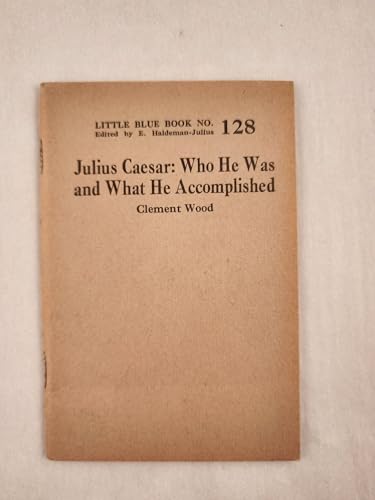 LITTLE BLUE BOOK NO. 128
Edited by E. Haldeman-Julius
Julius Caesar: Who He Was
and What He Accomplished
Clement Wood